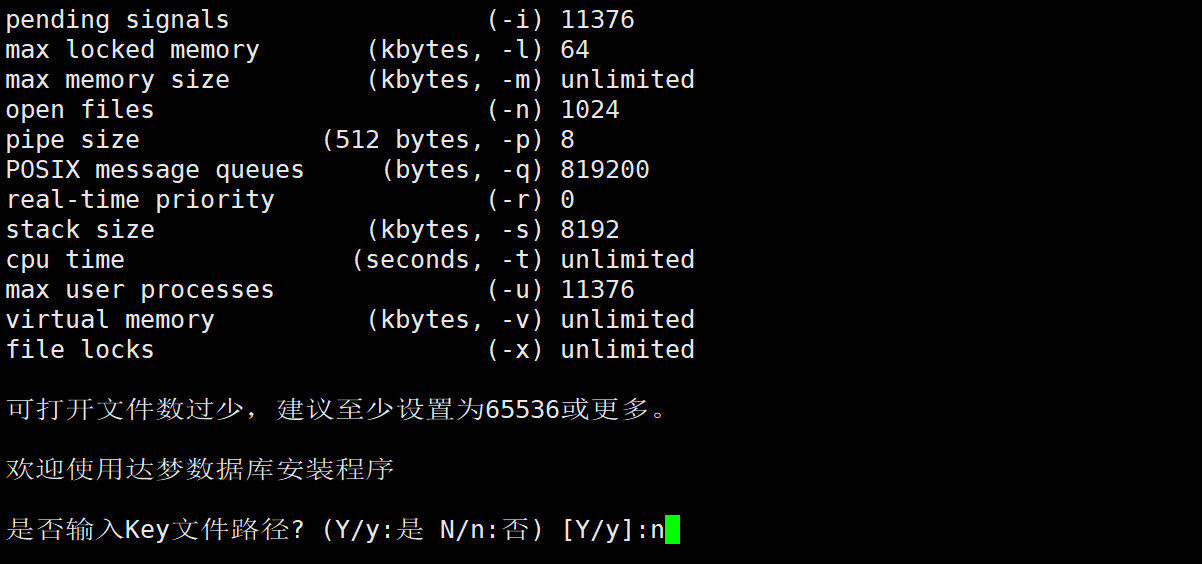 pending signals                 (-i) 11376
max locked memory       (kbytes, -l) 64
max memory size         (kbytes, -m) unlimited
open files                      (-n) 1024
pipe size            (512 bytes, -p) 8
POSIX message queues     (bytes, -q) 819200
real-time priority              (-r) 0
stack size              (kbytes, -s) 8192
cpu time               (seconds, -t) unlimited
max user processes              (-u) 11376
virtual memory          (kbytes, -v) unlimited
file locks                      (-x) unlimited
可打开文件数过少，建议至少设置为65536或更多。
欢迎使用达梦数据库安装程序
是否输入Key文件路径? (Y/y:是 N/n:否) [Y/y]:n